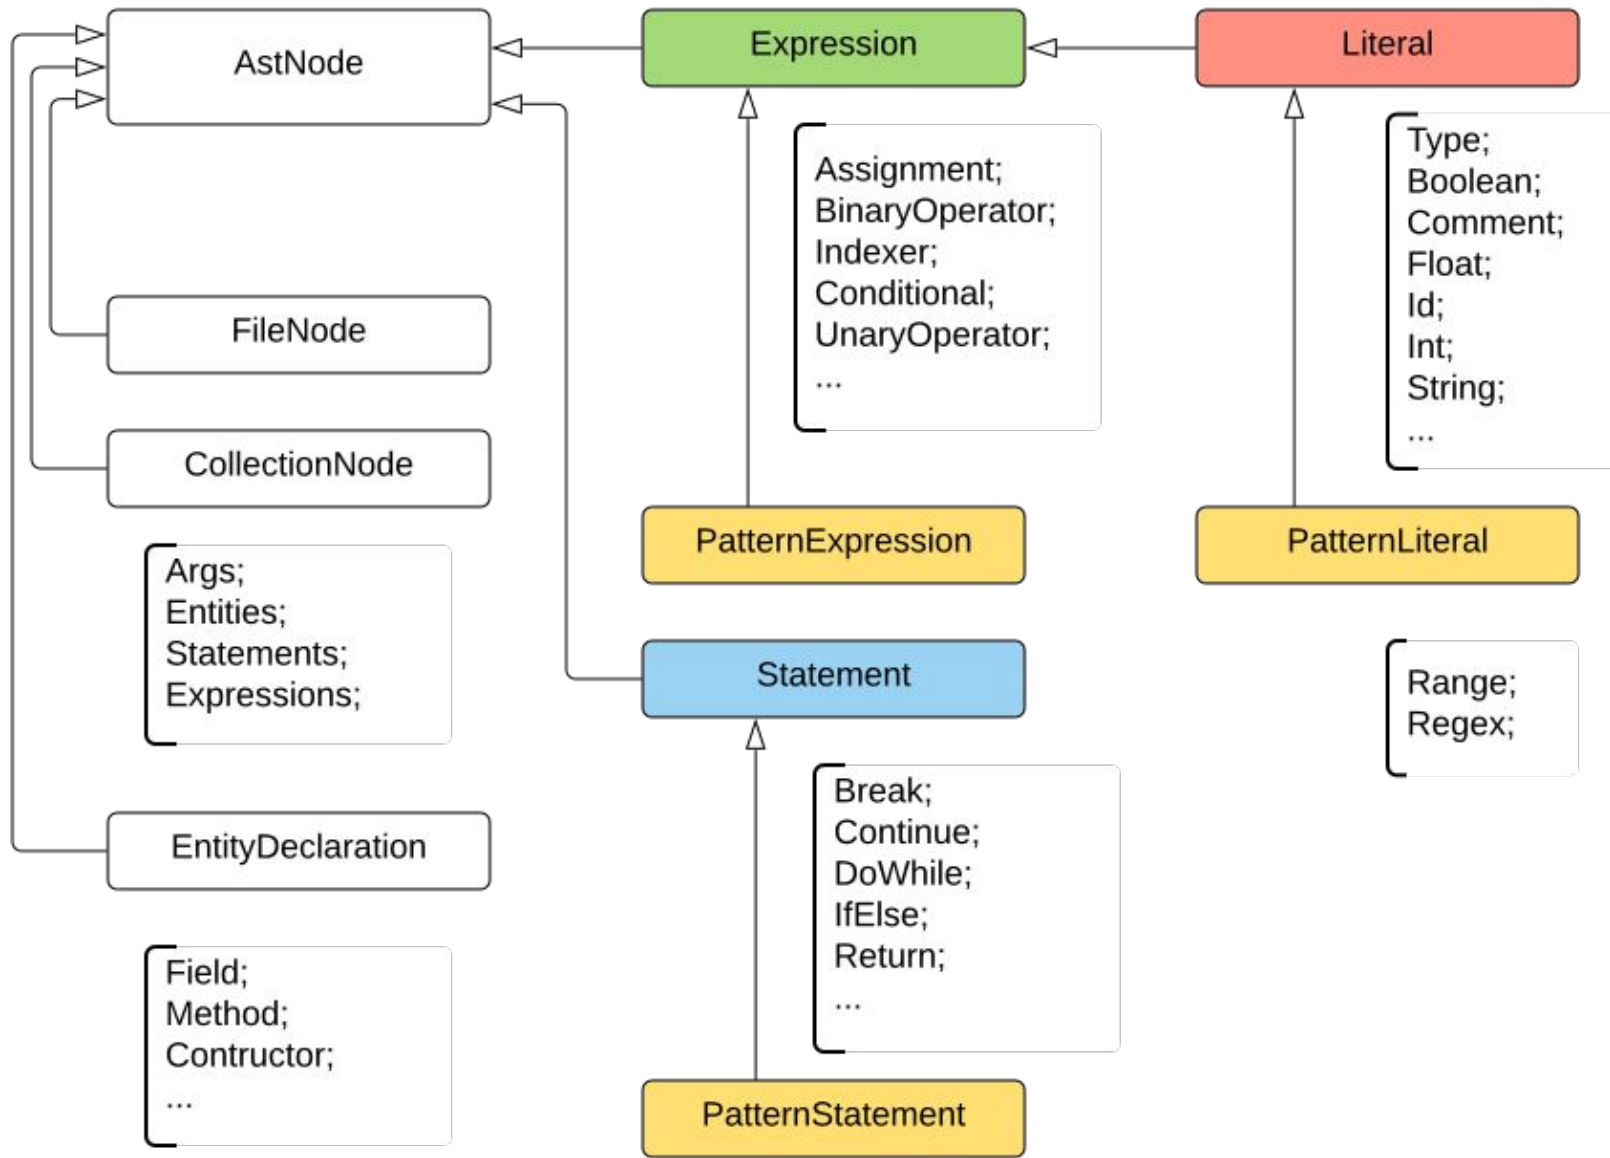 AstNode
Expression
Literal
Assignment;
BinaryOperator;
Indexer;
Conditional;
UnaryOperator;
...
Type;
Boolean;
Comment;
Float;
Id;
Int;
String;
...
FileNode
CollectionNode
Args;
Entities;
Statements;
Expressions;
PatternExpression
PatternLiteral
Range;
Regex;
Statement
Break;
Continue;
DoWhile;
IfElse;
Return;
...
EntityDeclaration
Field;
Method;
Contructor;
...
PatternStatement